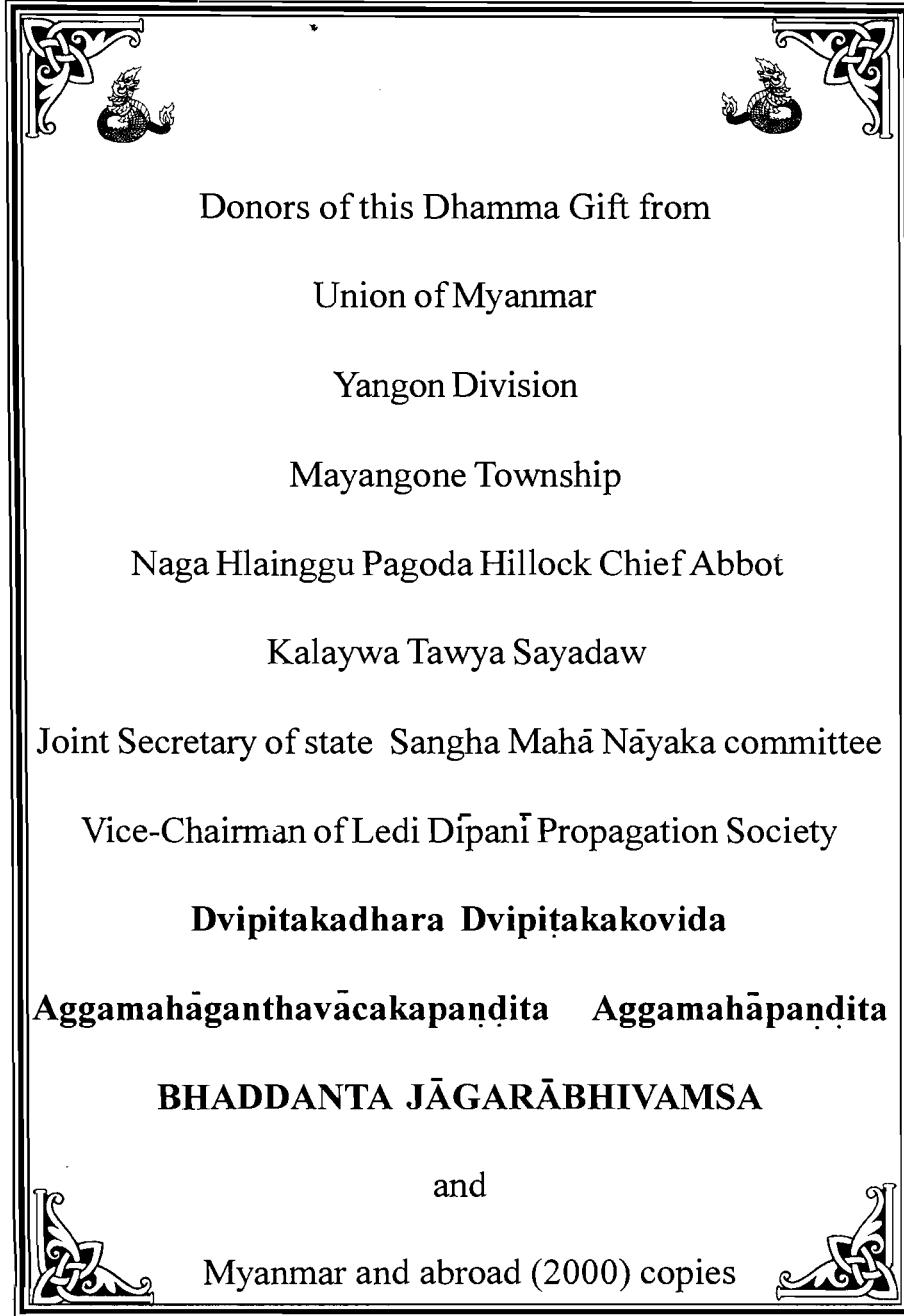 Donors of this Dhamma Gift from
Union of Myanmar
Yangon Division
Mayangone Township
Naga Hlainggu Pagoda Hillock Chief Abbot
Kalaywa Tawya Sayadaw
Joint Secretary of state Sangha Mahā Nāyaka committee
Vice-Chairman of Ledi Dīpanī Propagation Society
Dvipitakadhara Dvipiṭakakovida
Aggamahāganthavācakapaṇḍita Aggamahāpaṇḍita
BHADDANTA JĀGARĀBHIVAMSA
and
Myanmar and abroad (2000) copies